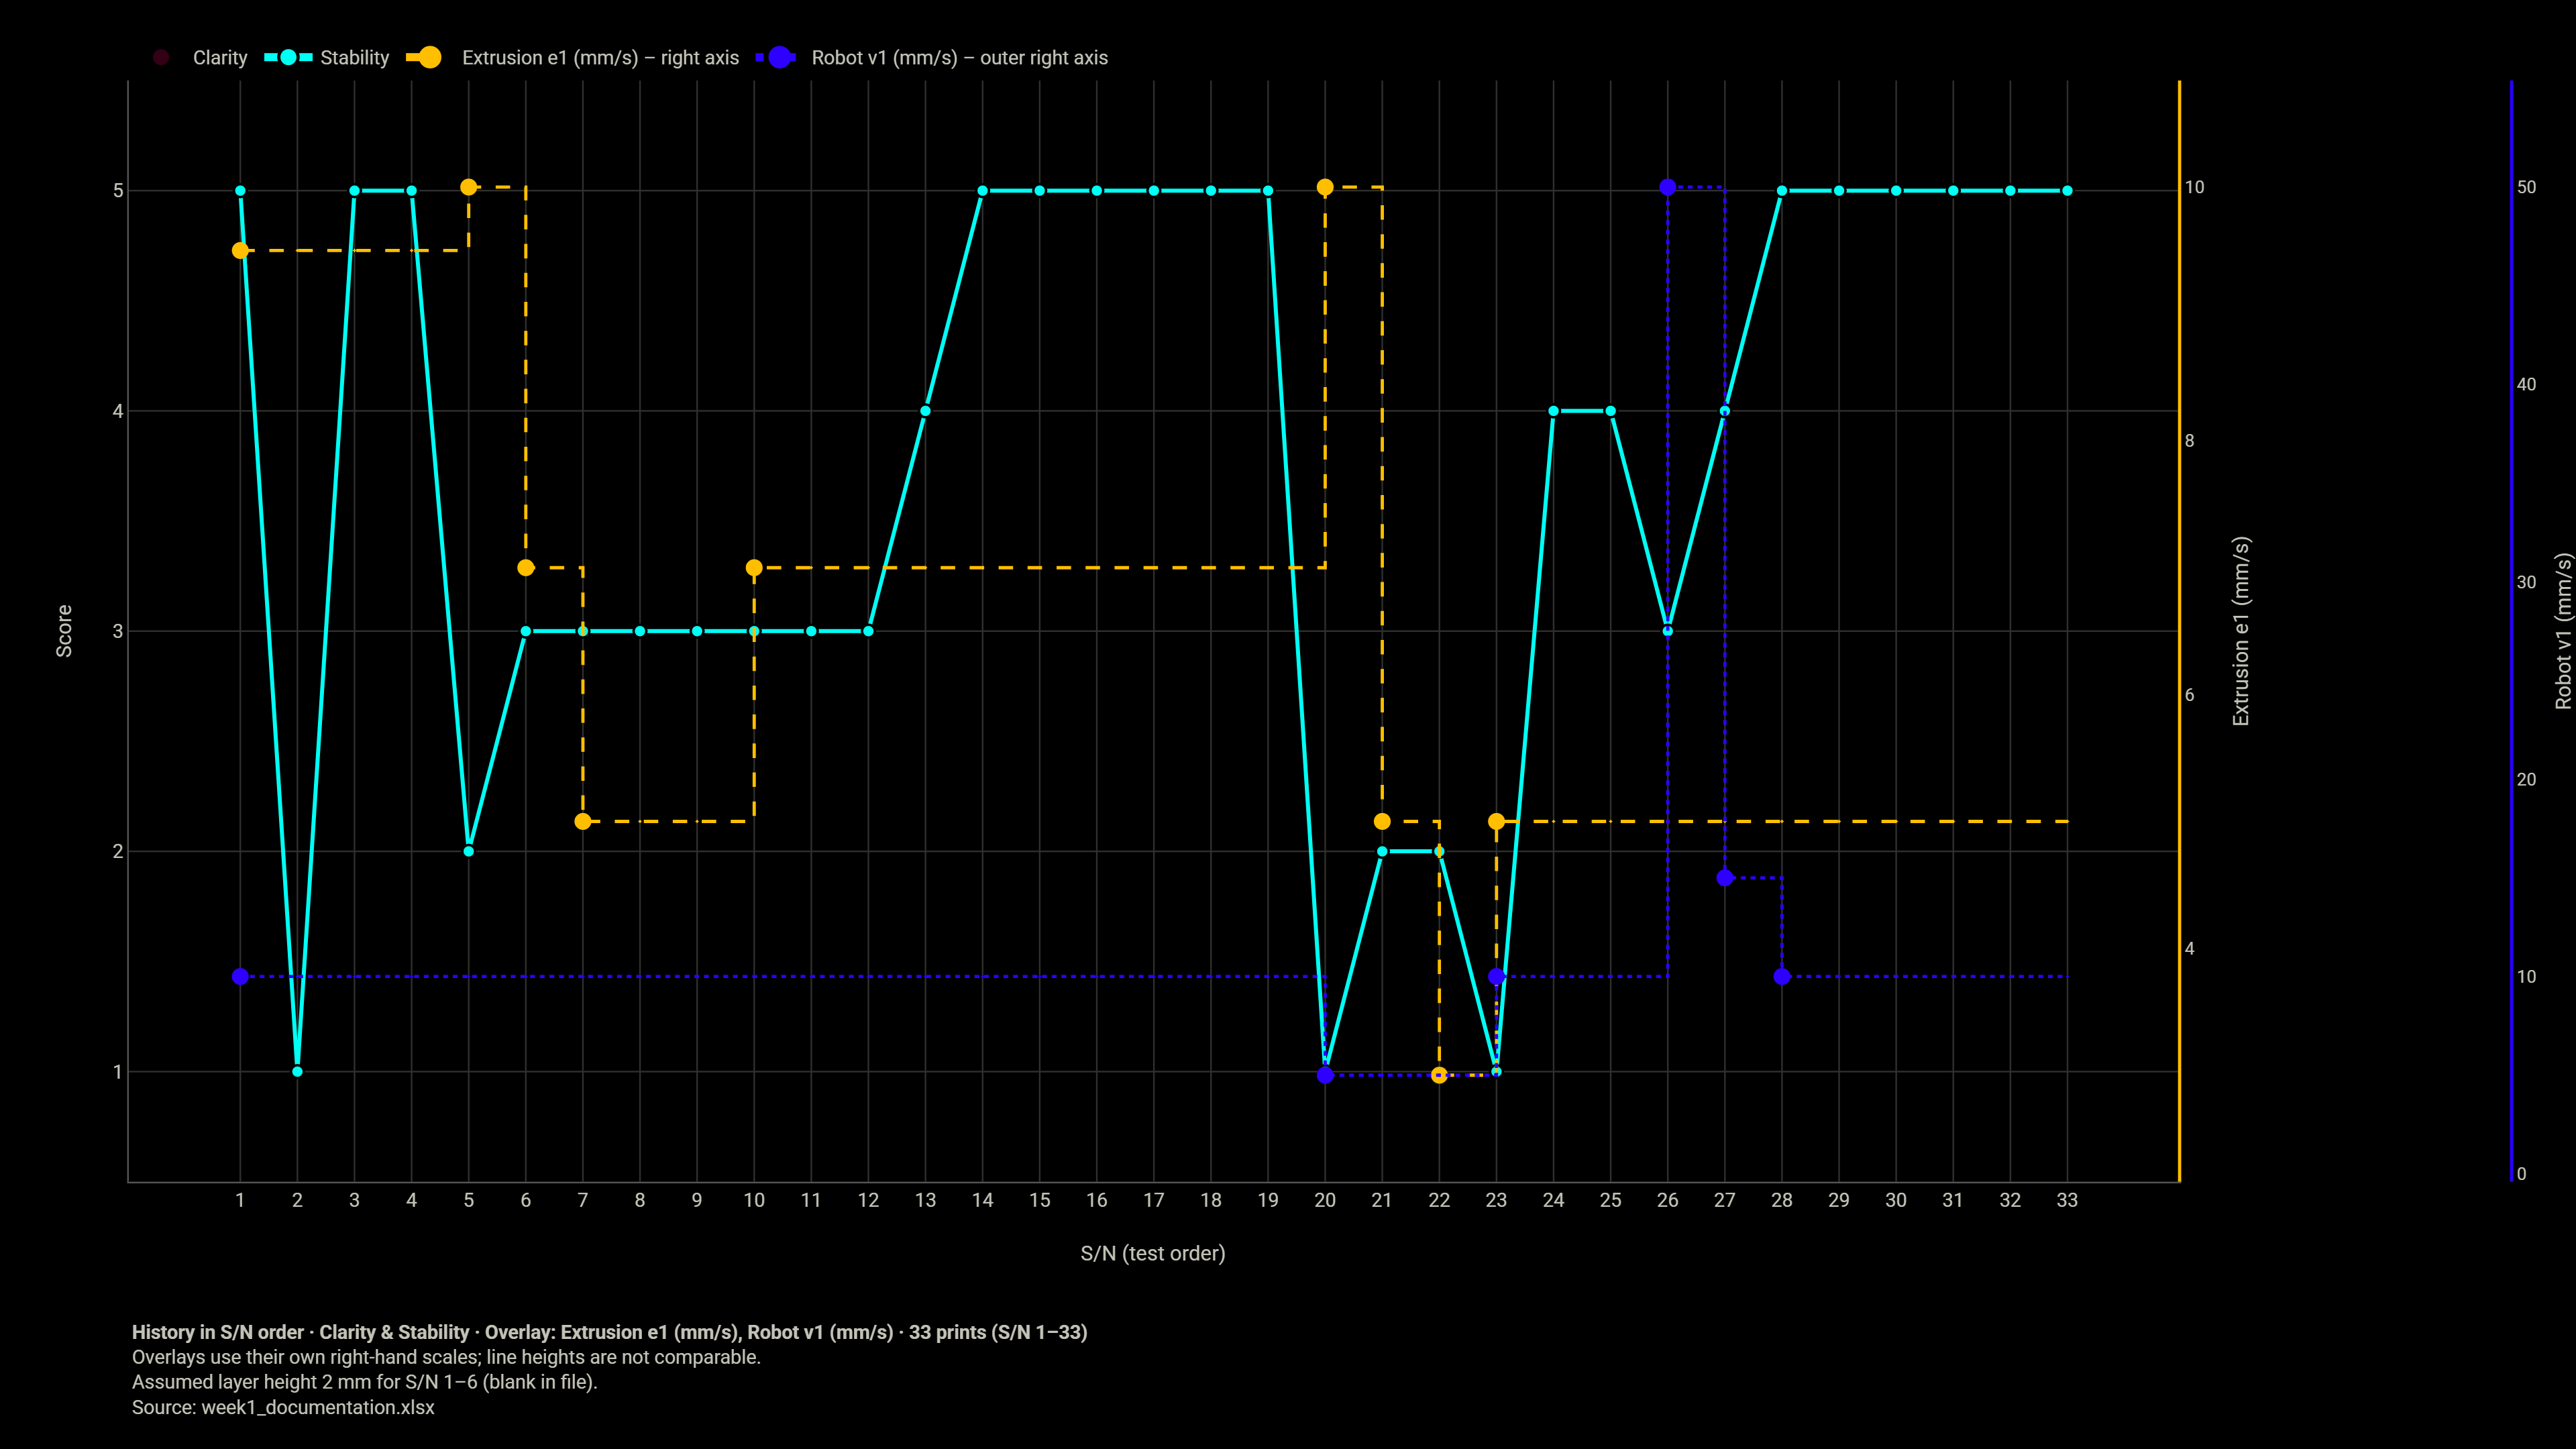 Clarity Stability Extrusion e1 (mm/s) – right axis Robot v1 (mm/s) – outer right axis
5
4
3
2
1
Score
10
8
6
4
Extrusion e1 (mm/s)
50
40
30
20
10
0
Robot v1 (mm/s)
1 2 3 4 5 6 7 8 9 10 11 12 13 14 15 16 17 18 19 20 21 22 23 24 25 26 27 28 29 30 31 32 33
S/N (test order)
History in S/N order · Clarity & Stability · Overlay: Extrusion e1 (mm/s), Robot v1 (mm/s) · 33 prints (S/N 1–33)
Overlays use their own right-hand scales; line heights are not comparable.
Assumed layer height 2 mm for S/N 1–6 (blank in file).
Source: week1_documentation.xlsx